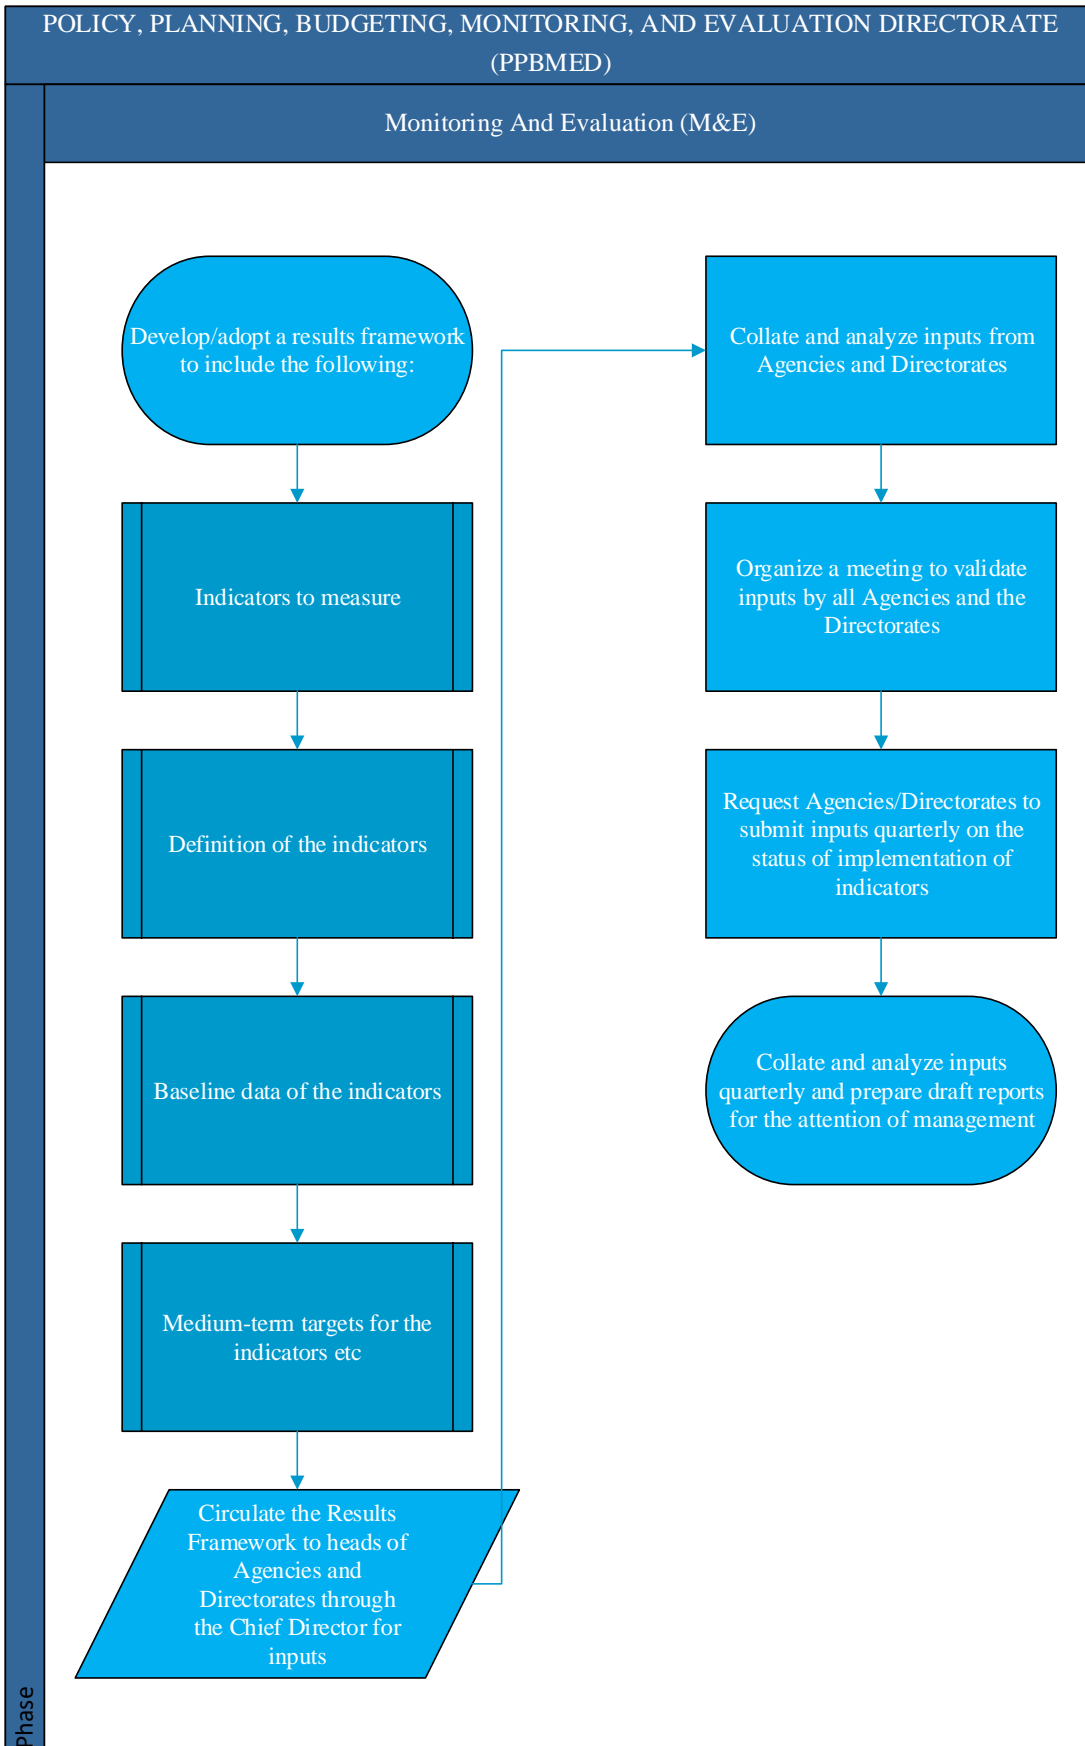 POLICY, PLANNING, BUDGETING, MONITORING, AND EVALUATION DIRECTORATE
(PPBMED)
Monitoring And Evaluation (M&E)
Develop/adopt a results framework
to include the following:
Indicators to measure
Definition of the indicators
Baseline data of the indicators
Medium-term targets for the
indicators etc
Circulate the Results
Framework to heads of
Agencies and
Directorates through
the Chief Director for
inputs
Collate and analyze inputs from
Agencies and Directorates
Organize a meeting to validate
inputs by all Agencies and the
Directorates
Request Agencies/Directorates to
submit inputs quarterly on the
status of implementation of
indicators
Collate and analyze inputs
quarterly and prepare draft reports
for the attention of management
Phase